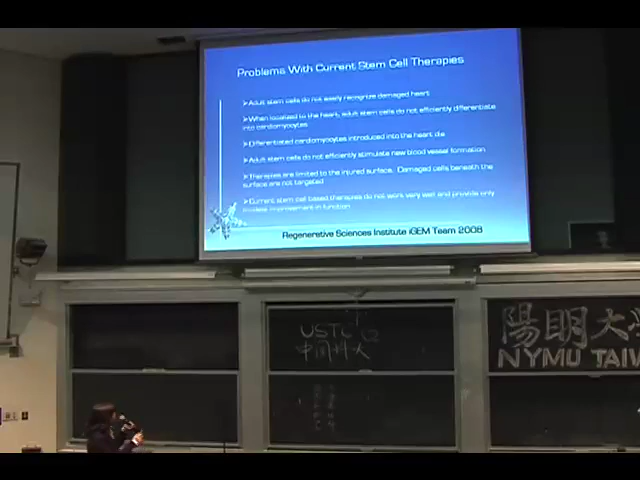 Problems With Current Stem Cell Therapies
➤Adult stem cells do not easily recognize damaged heart
➤When localized to the heart, adult stem cells do not efficiently differentiate
into cardiomyocytes
➤Differentiated cardiomyocytes introduced into the heart die
➤Adult stem cells do not efficiently stimulate new blood vessel formation
➤Therapies are limited to the injured surface. Damaged cells beneath the
surface are not targeted
➤Current stem cell based therapies do not work very well and provide only
modest improvement in function
Regenerative Sciences Institute iGEM Team 2008
USTC
中国科大
陽明大學
NYMU TAIW